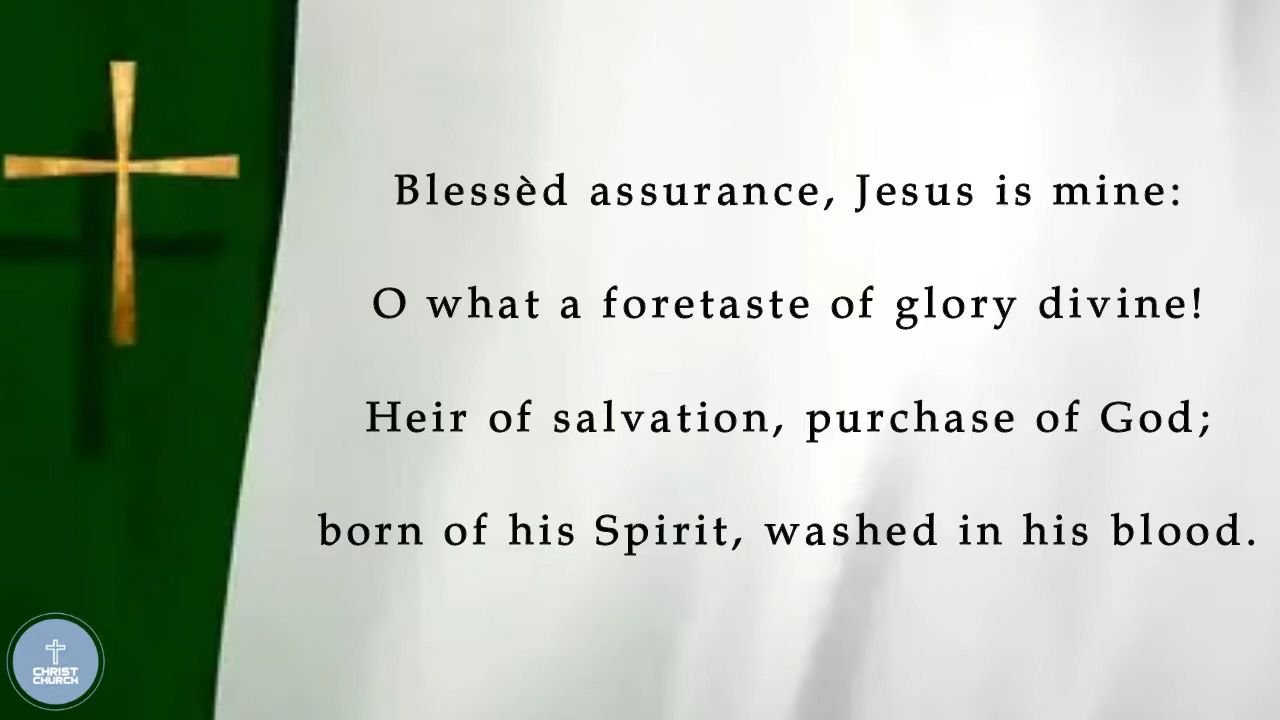 Blessèd assurance, Jesus is mine:
O what a foretaste of glory divine!
Heir of salvation, purchase of God;
born of his Spirit, washed in his blood.
CHRIST
CHURCH